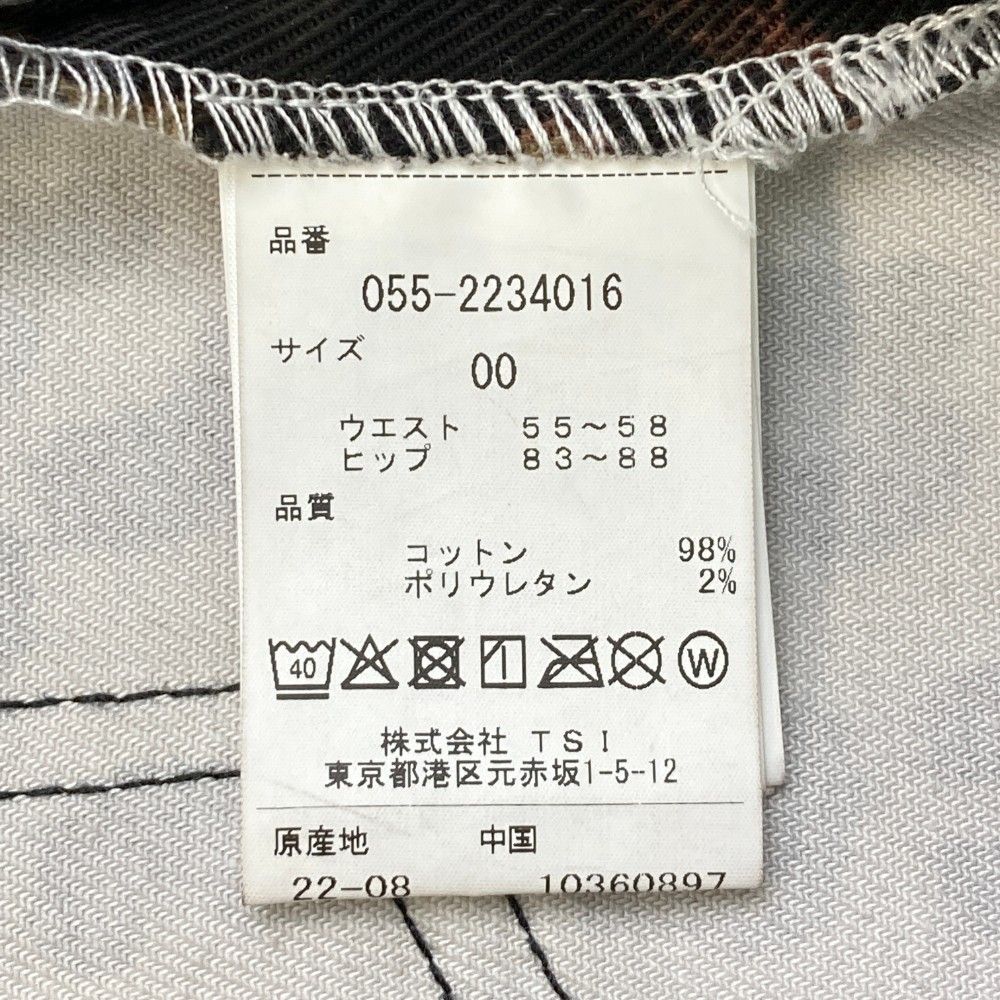 品番
055-2234016
サイズ
00
ウエスト 55～58
ヒップ 83～88
品質
コットン 98%
ポリウレタン 2%
40 W
株式会社 TSI
東京都港区元赤坂1-5-12
原産地 中国
22-08 10360897